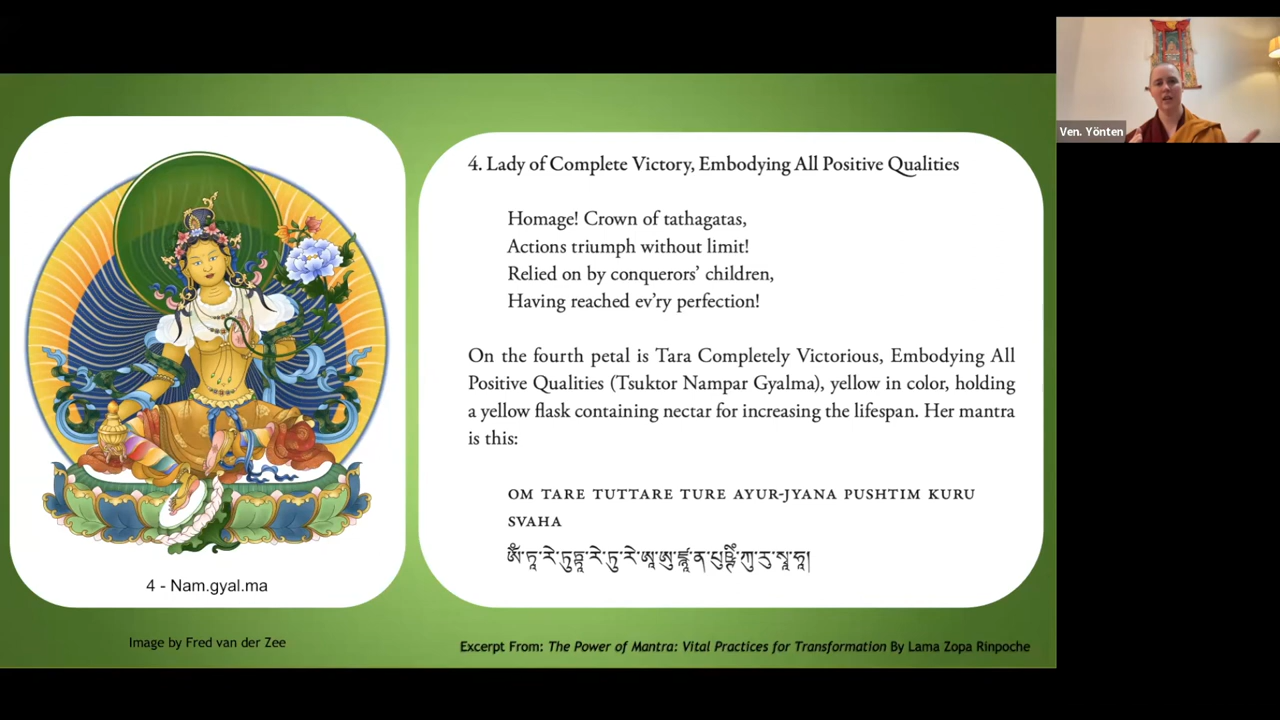 4. Lady of Complete Victory, Embodying All Positive Qualities
Homage! Crown of tathagatas,
Actions triumph without limit!
Relied on by conquerors’ children,
Having reached ev’ry perfection!
On the fourth petal is Tara Completely Victorious, Embodying All
Positive Qualities (Tsuktor Nampar Gyalma), yellow in color, holding
a yellow flask containing nectar for increasing the lifespan. Her mantra
is this:
OM TARE TUTTARE TURE AYUR-JYANA PUSHTIM KURU
SVAHA
ཨོཾ་ཏཱ་རེ་ཏུཏྟཱ་རེ་ཏུ་རེ་ཨཱ་ཨུ་ཛྙཱ་ན་པུཥྚིཾ་ཀུ་རུ་སྭཱ་ཧཱ།
4 - Nam.gyal.ma
Image by Fred van der Zee
Excerpt From: The Power of Mantra: Vital Practices for Transformation By Lama Zopa Rinpoche
Ven. Yönten